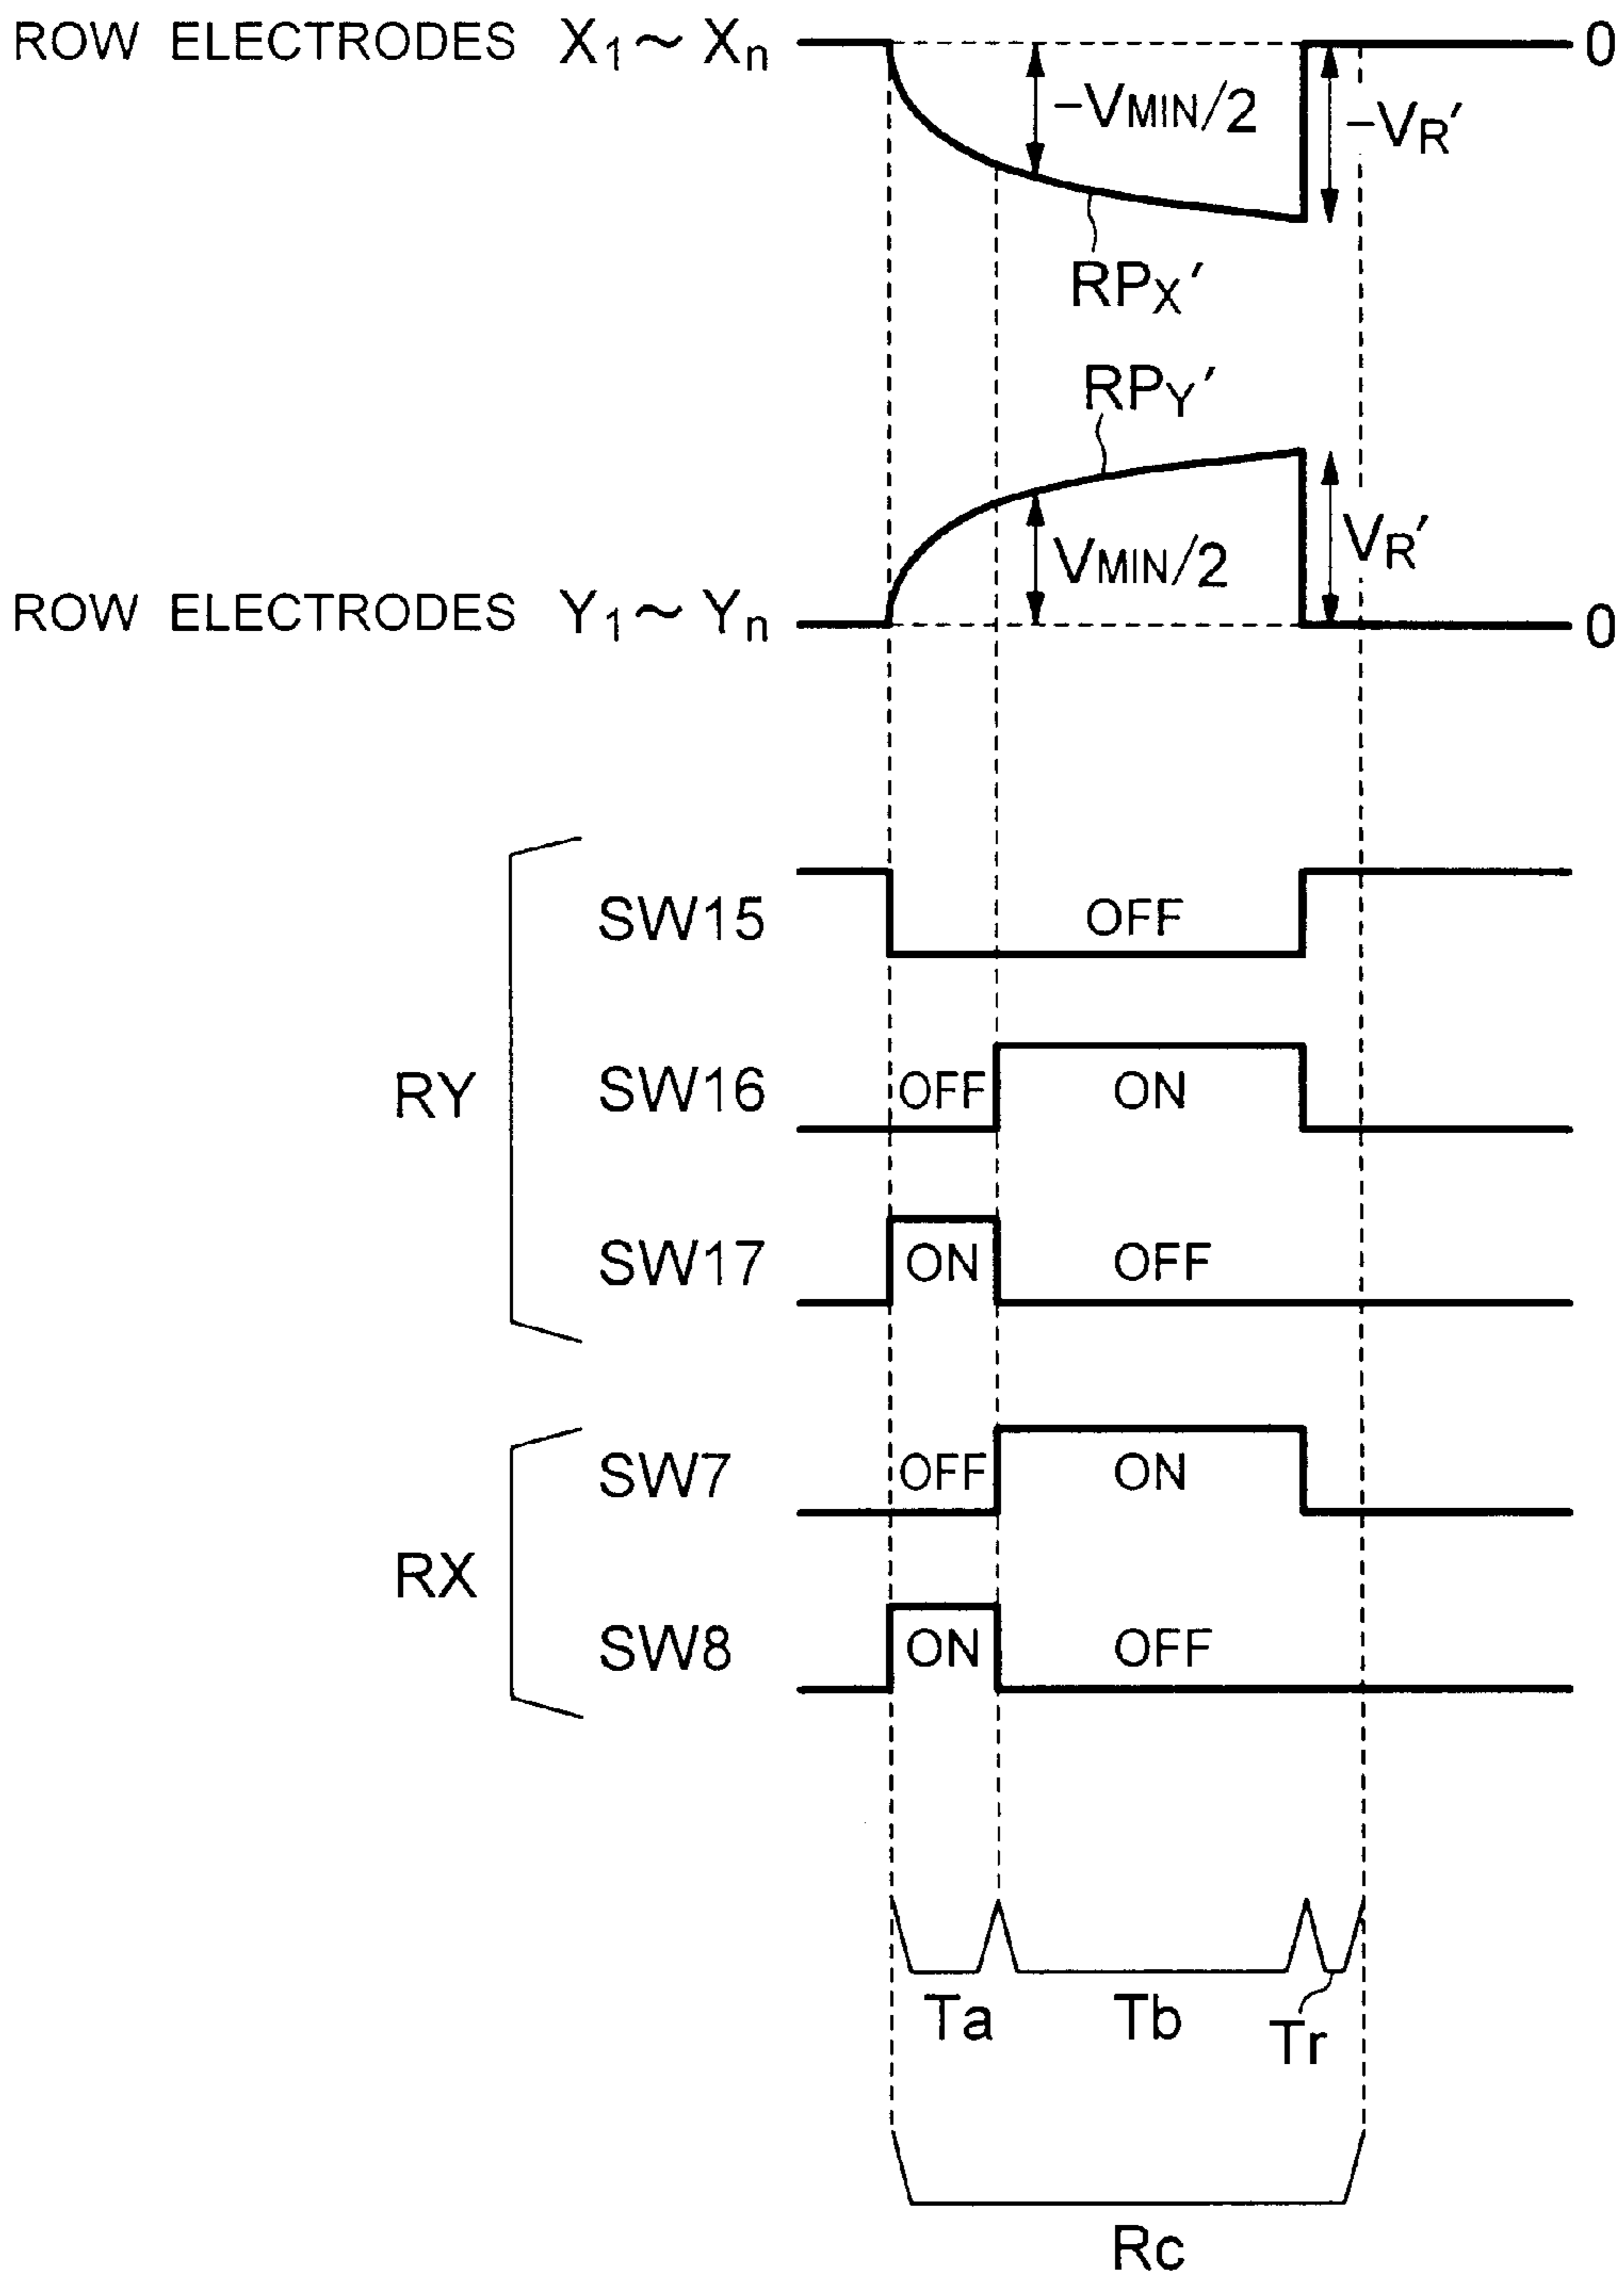 ROW ELECTRODES X1~Xn
0
-VMIN/2
-VR'
RPX'
RPY'
VMIN/2
VR'
ROW ELECTRODES Y1~Yn
0
RY
SW15
OFF
SW16
OFF
ON
SW17
ON
OFF
RX
SW7
OFF
ON
SW8
ON
OFF
Ta
Tb
Tr
Rc